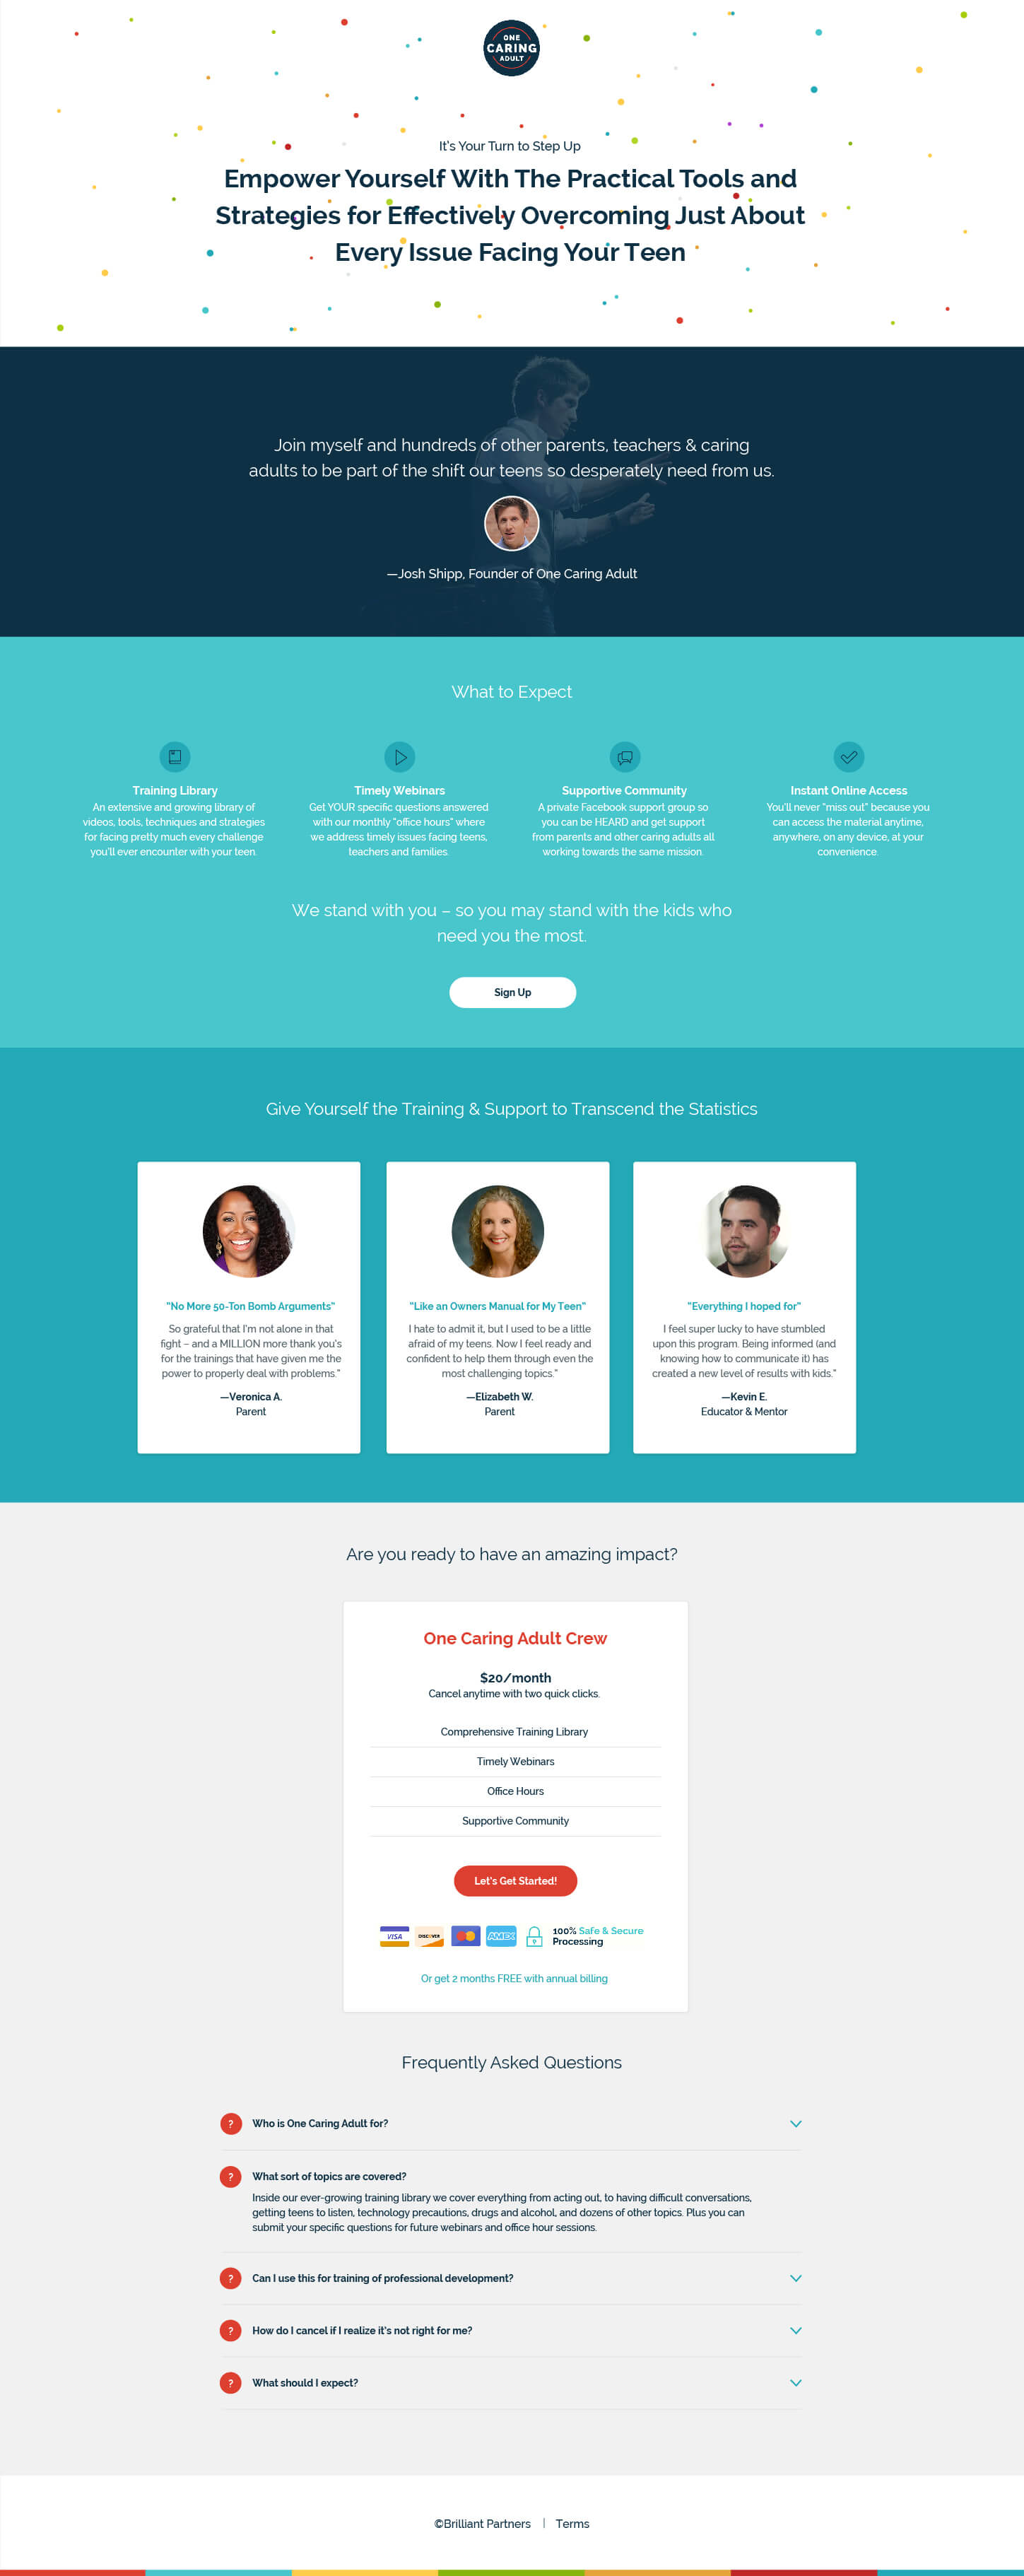 ONE
CARING
ADULT
It's Your Turn to Step Up
Empower Yourself With The Practical Tools and
Strategies for Effectively Overcoming Just About
Every Issue Facing Your Teen
Join myself and hundreds of other parents, teachers & caring
adults to be part of the shift our teens so desperately need from us.
—Josh Shipp, Founder of One Caring Adult
What to Expect
Training Library
An extensive and growing library of
videos, tools, techniques and strategies
for facing pretty much every challenge
you'll ever encounter with your teen.
Timely Webinars
Get YOUR specific questions answered
with our monthly "office hours" where
we address timely issues facing teens,
teachers and families.
Supportive Community
A private Facebook support group so
you can be HEARD and get support
from parents and other caring adults all
working towards the same mission.
Instant Online Access
You'll never "miss out" because you
can access the material anytime,
anywhere, on any device, at your
convenience.
We stand with you – so you may stand with the kids who
need you the most.
Sign Up
Give Yourself the Training & Support to Transcend the Statistics
"No More 50-Ton Bomb Arguments"
So grateful that I'm not alone in that
fight – and a MILLION more thank you's
for the trainings that have given me the
power to properly deal with problems."
—Veronica A.
Parent
"Like an Owners Manual for My Teen"
I hate to admit it, but I used to be a little
afraid of my teens. Now I feel ready and
confident to help them through even the
most challenging topics."
—Elizabeth W.
Parent
"Everything I hoped for"
I feel super lucky to have stumbled
upon this program. Being informed (and
knowing how to communicate it) has
created a new level of results with kids."
—Kevin E.
Educator & Mentor
Are you ready to have an amazing impact?
One Caring Adult Crew
$20/month
Cancel anytime with two quick clicks.
Comprehensive Training Library
Timely Webinars
Office Hours
Supportive Community
Let's Get Started!
VISA DISCOVER AMEX 100% Safe & Secure
Processing
Or get 2 months FREE with annual billing
Frequently Asked Questions
? Who is One Caring Adult for?
? What sort of topics are covered?
Inside our ever-growing training library we cover everything from acting out, to having difficult conversations,
getting teens to listen, technology precautions, drugs and alcohol, and dozens of other topics. Plus you can
submit your specific questions for future webinars and office hour sessions.
? Can I use this for training of professional development?
? How do I cancel if I realize it's not right for me?
? What should I expect?
©Brilliant Partners | Terms